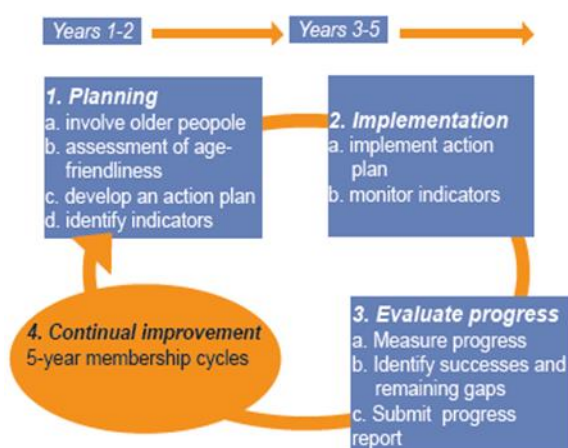 Years 1-2
Years 3-5
1. Planning
a. involve older peopole
b. assessment of age-
friendliness
c. develop an action plan
d. identify indicators
2. Implementation
a. implement action
plan
b. monitor indicators
3. Evaluate progress
a. Measure progress
b. Identify successes and
remaining gaps
c. Submit progress
report
4. Continual improvement
5-year membership cycles